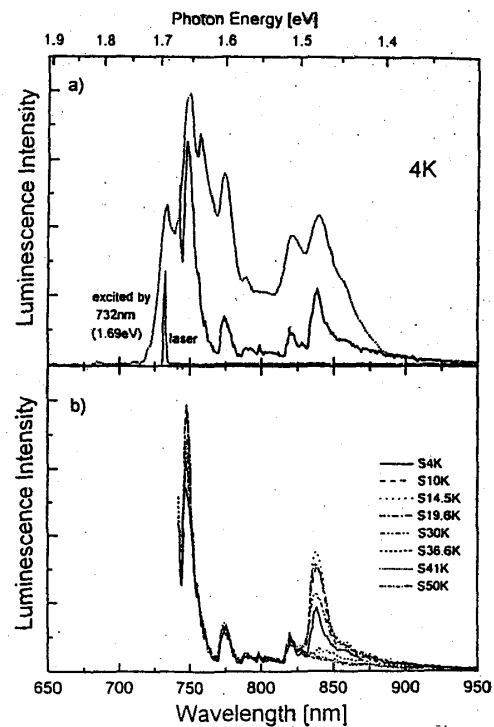 Photon Energy [eV]
1.9 1.8 1.7 1.6 1.5 1.4 1.3
a)
4K
Luminescence Intensity
excited by
732nm
(1.69eV)
laser
b)
Luminescence Intensity
S4K
S10K
S14.5K
S19.6K
S30K
S36.6K
S41K
S50K
650 700 750 800 850 900 950
Wavelength [nm]